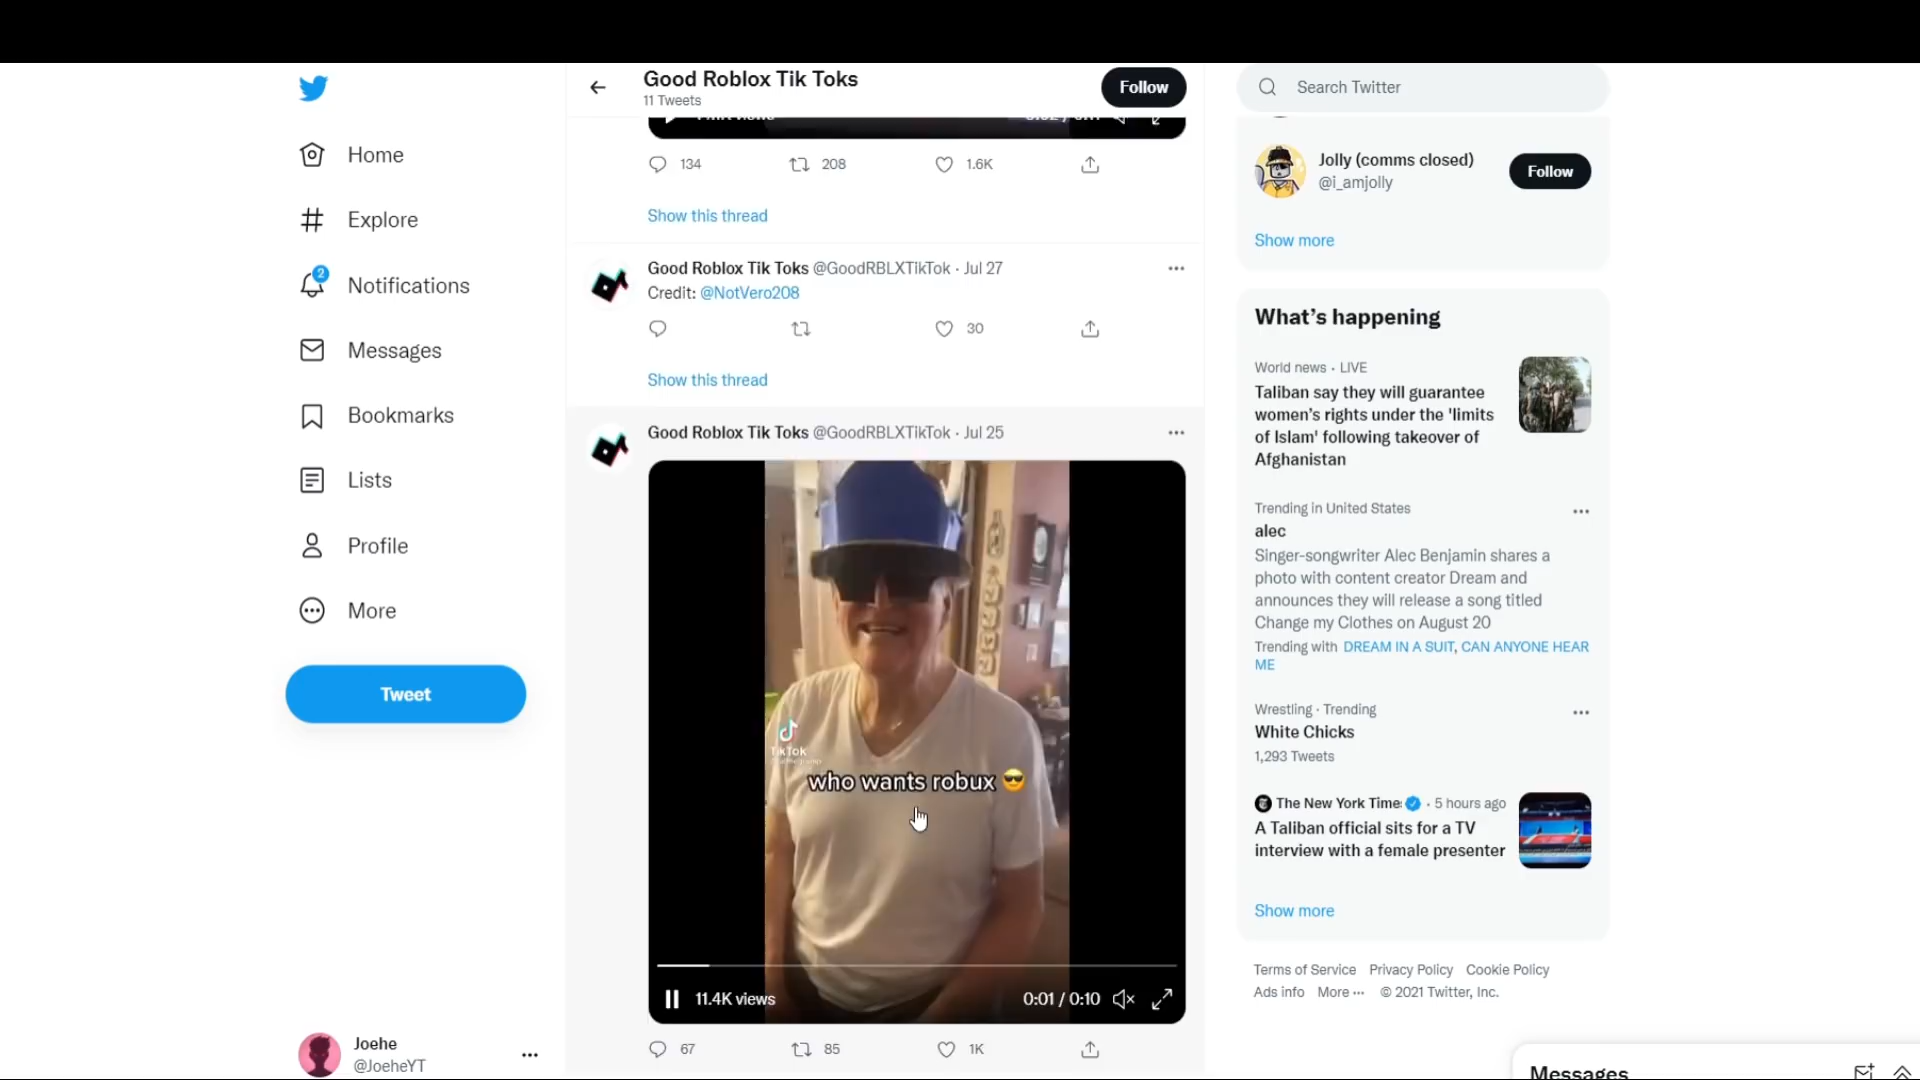 Home
Explore
2
Notifications
Messages
Bookmarks
Lists
Profile
More
Tweet
Joehe
@JoeheYT
Good Roblox Tik Toks
11 Tweets
Follow
134
208
1.6K
Show this thread
Good Roblox Tik Toks @GoodRBLXTikTok · Jul 27
Credit: @NotVero208
30
Show this thread
Good Roblox Tik Toks @GoodRBLXTikTok · Jul 25
TikTok
who wants robux 😎
11.4K views
0:01 / 0:10
67
85
1K
Search Twitter
Jolly (comms closed)
@i_amjolly
Follow
Show more
What's happening
World news · LIVE
Taliban say they will guarantee
women's rights under the 'limits
of Islam' following takeover of
Afghanistan
Trending in United States
alec
Singer-songwriter Alec Benjamin shares a
photo with content creator Dream and
announces they will release a song titled
Change my Clothes on August 20
Trending with DREAM IN A SUIT, CAN ANYONE HEAR
ME
Wrestling · Trending
White Chicks
1,293 Tweets
The New York Time · 5 hours ago
A Taliban official sits for a TV
interview with a female presenter
Show more
Terms of Service Privacy Policy Cookie Policy
Ads info More ··· © 2021 Twitter, Inc.
Messages